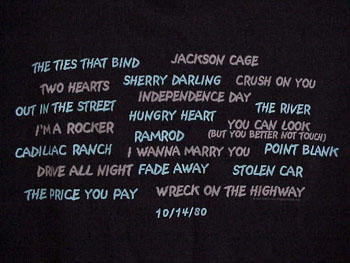 THE TIES THAT BIND JACKSON CAGE
TWO HEARTS SHERRY DARLING CRUSH ON YOU
INDEPENDENCE DAY
OUT IN THE STREET HUNGRY HEART THE RIVER
I'M A ROCKER RAMROD YOU CAN LOOK
(BUT YOU BETTER NOT TOUCH)
CADILLAC RANCH I WANNA MARRY YOU POINT BLANK
DRIVE ALL NIGHT FADE AWAY STOLEN CAR
THE PRICE YOU PAY WRECK ON THE HIGHWAY
10/14/80